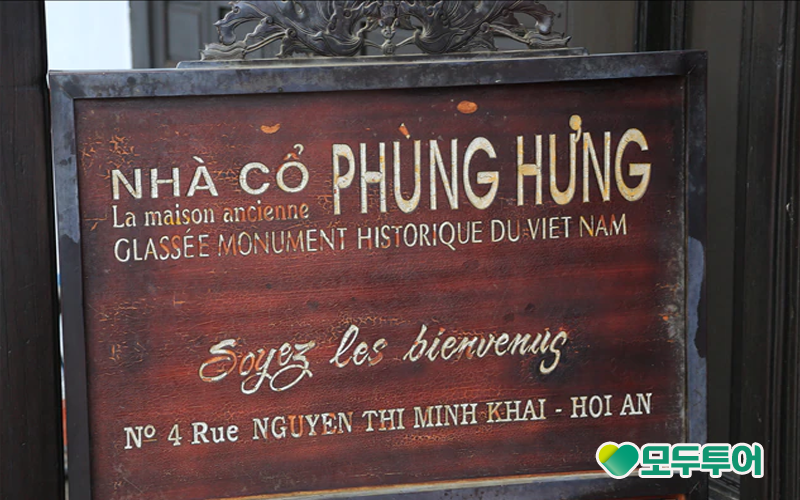 NHÀ CỔ PHÙNG HƯNG
La maison ancienne
GLASSÉE MONUMENT HISTORIQUE DU VIET NAM
Soyez les bienvenus
Nº 4 Rue NGUYEN THI MINH KHAI - HOI AN
모두투어